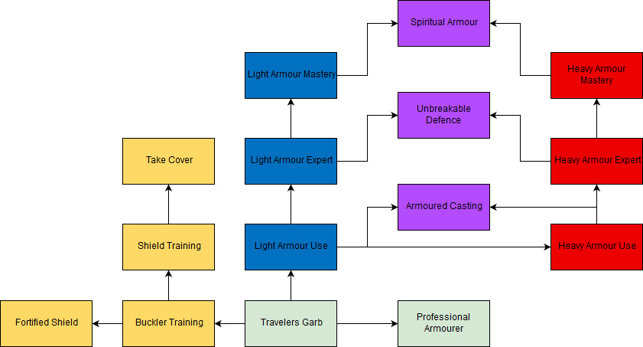 Spiritual Armour
Light Armour Mastery
Heavy Armour
Mastery
Unbreakable
Defence
Take Cover
Light Armour Expert
Heavy Armour Expert
Armoured Casting
Shield Training
Light Armour Use
Heavy Armour Use
Fortified Shield
Buckler Training
Travelers Garb
Professional
Armourer